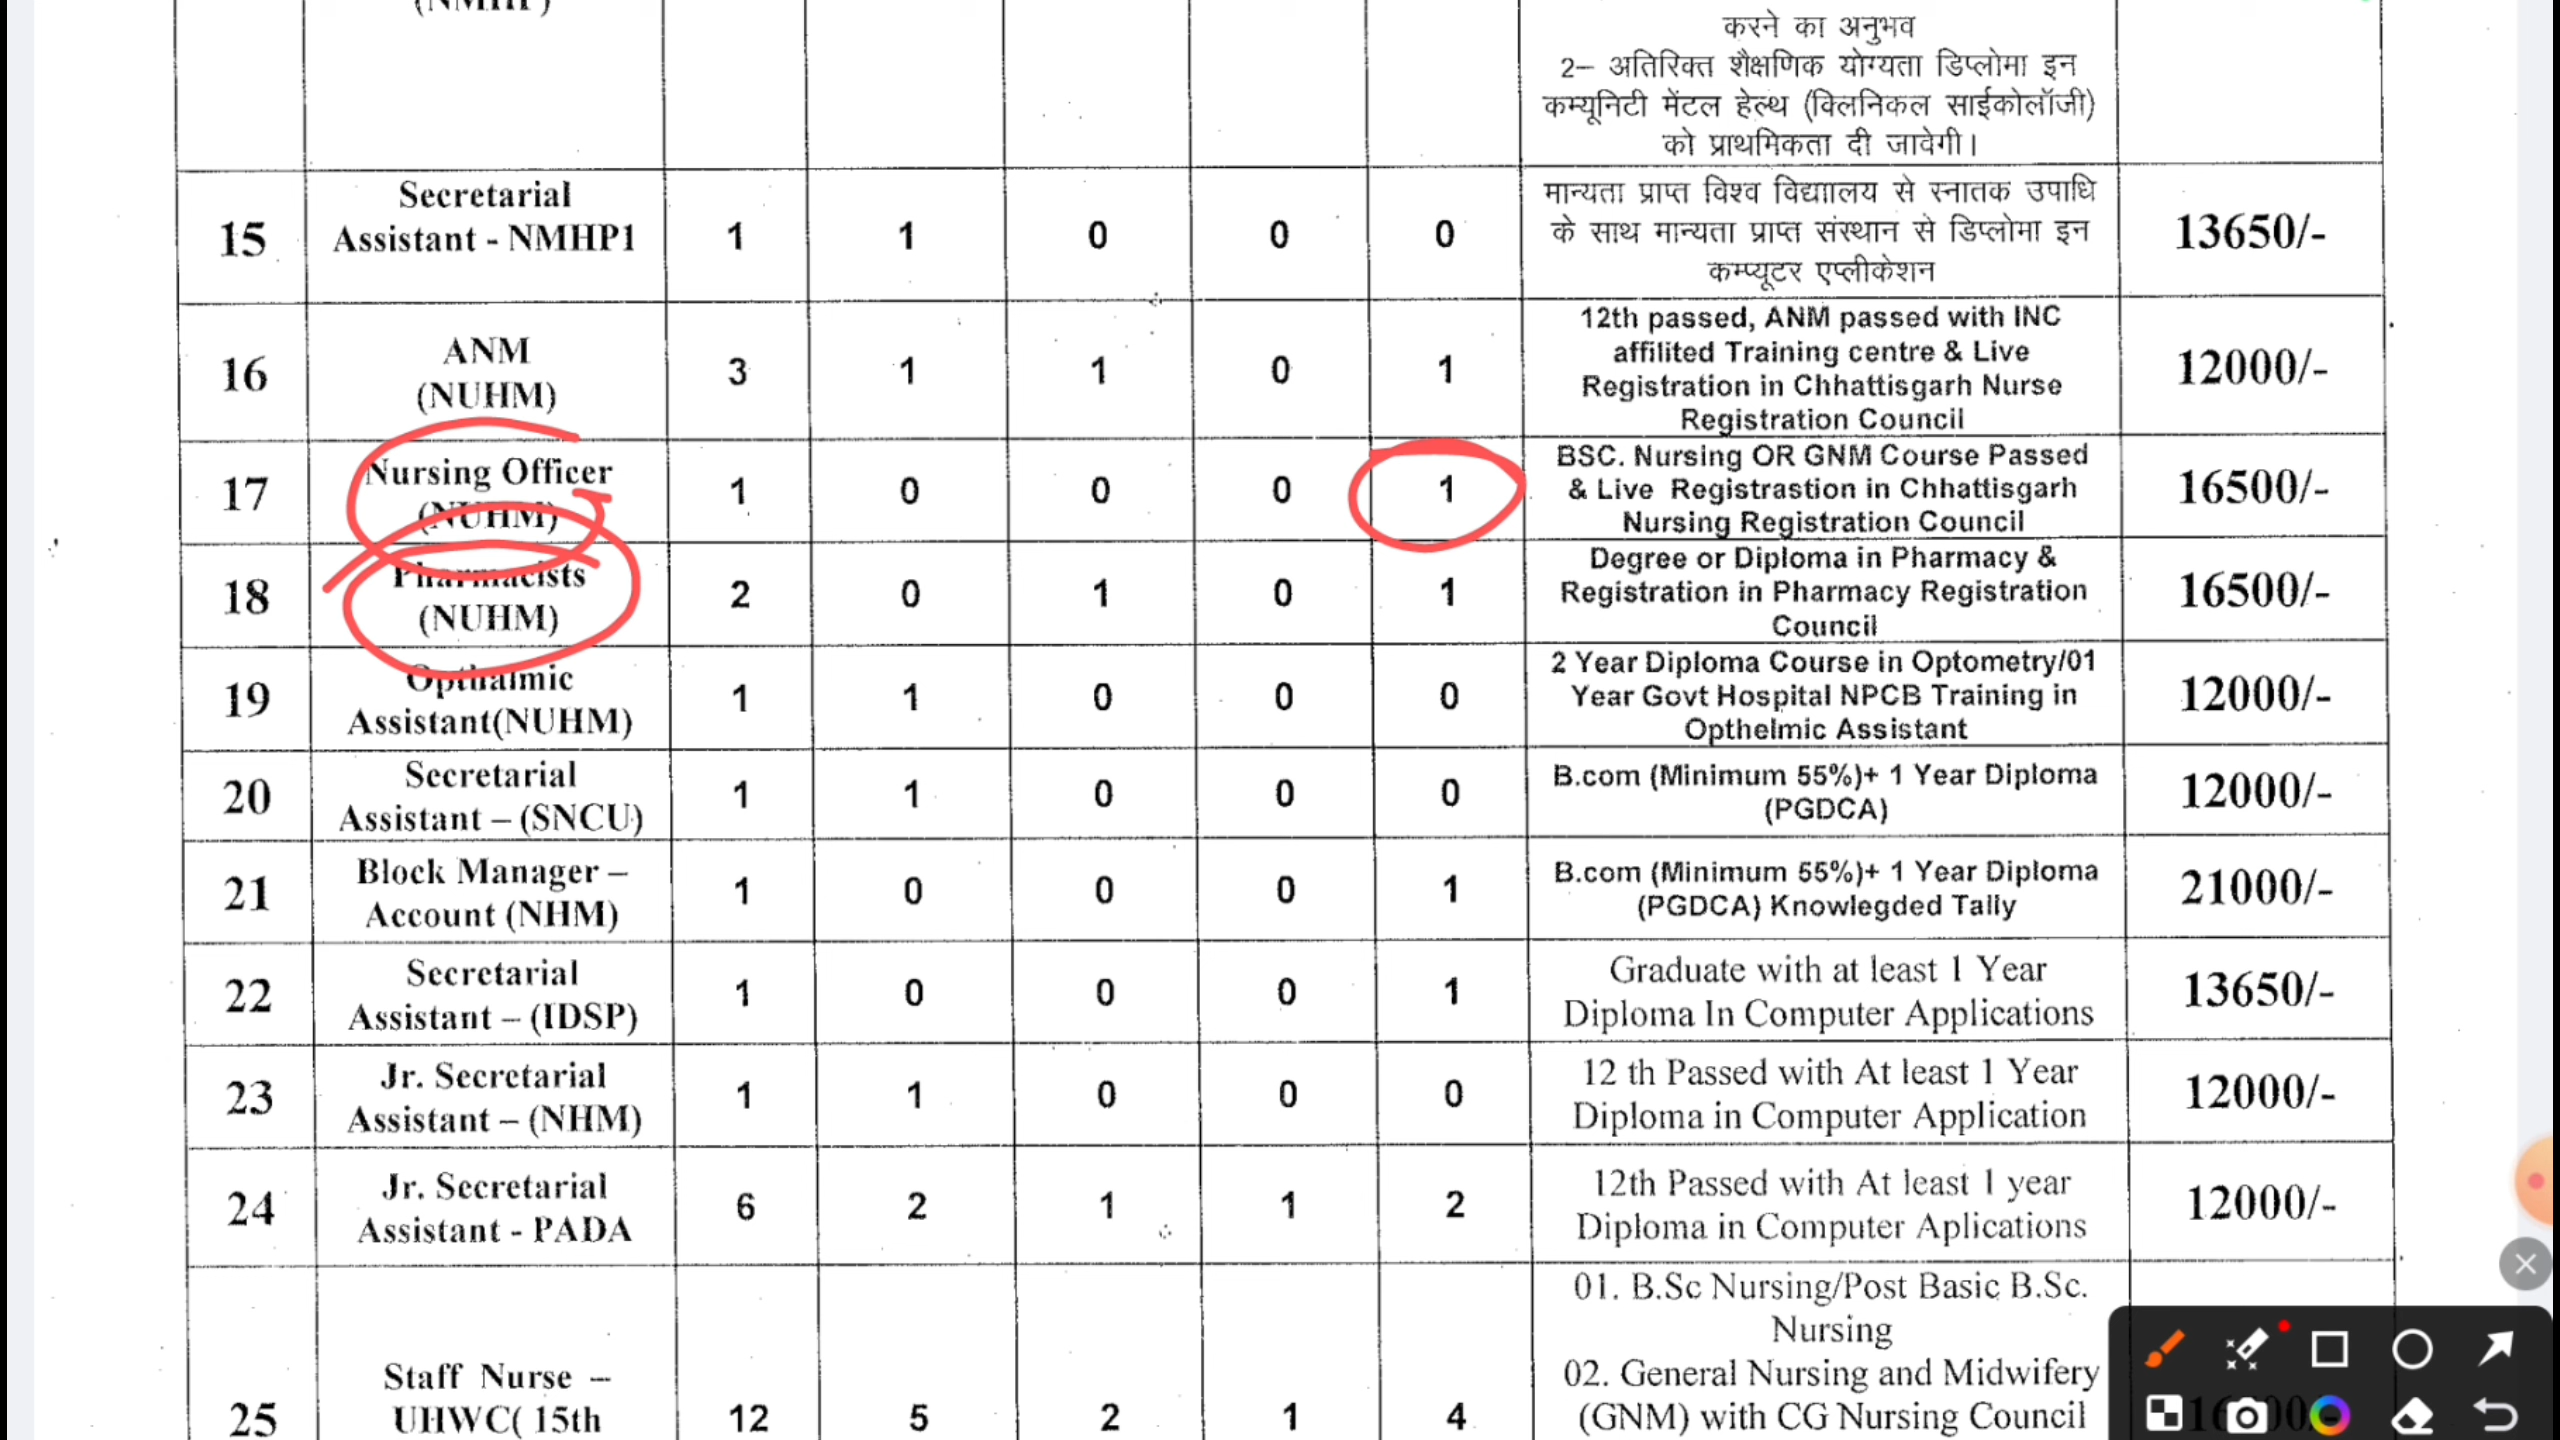 (NMHP)
करने का अनुभव
2– अतिरिक्त शैक्षणिक योग्यता डिप्लोमा इन
कम्यूनिटी मेंटल हेल्थ (क्लिनिकल साईकोलॉजी)
को प्राथमिकता दी जावेगी।
15 Secretarial Assistant - NMHP1 1 1 0 0 0 मान्यता प्राप्त विश्व विद्याालय से स्नातक उपाधि
के साथ मान्यता प्राप्त संस्थान से डिप्लोमा इन
कम्प्यूटर एप्लीकेशन 13650/-
16 ANM (NUHM) 3 1 1 0 1 12th passed, ANM passed with INC
affilited Training centre & Live
Registration in Chhattisgarh Nurse
Registration Council 12000/-
17 Nursing Officer (NUHM) 1 0 0 0 1 BSC. Nursing OR GNM Course Passed
& Live Registrastion in Chhattisgarh
Nursing Registration Council 16500/-
18 Pharmacists (NUHM) 2 0 1 0 1 Degree or Diploma in Pharmacy &
Registration in Pharmacy Registration
Council 16500/-
19 Opthalmic Assistant(NUHM) 1 1 0 0 0 2 Year Diploma Course in Optometry/01
Year Govt Hospital NPCB Training in
Opthelmic Assistant 12000/-
20 Secretarial Assistant – (SNCU) 1 1 0 0 0 B.com (Minimum 55%)+ 1 Year Diploma
(PGDCA) 12000/-
21 Block Manager – Account (NHM) 1 0 0 0 1 B.com (Minimum 55%)+ 1 Year Diploma
(PGDCA) Knowlegded Tally 21000/-
22 Secretarial Assistant – (IDSP) 1 0 0 0 1 Graduate with at least 1 Year
Diploma In Computer Applications 13650/-
23 Jr. Secretarial Assistant – (NHM) 1 1 0 0 0 12 th Passed with At least 1 Year
Diploma in Computer Application 12000/-
24 Jr. Secretarial Assistant - PADA 6 2 1 1 2 12th Passed with At least 1 year
Diploma in Computer Aplications 12000/-
25 Staff Nurse – UHWC( 15th 12 5 2 1 4 01. B.Sc Nursing/Post Basic B.Sc.
Nursing
02. General Nursing and Midwifery
(GNM) with CG Nursing Council